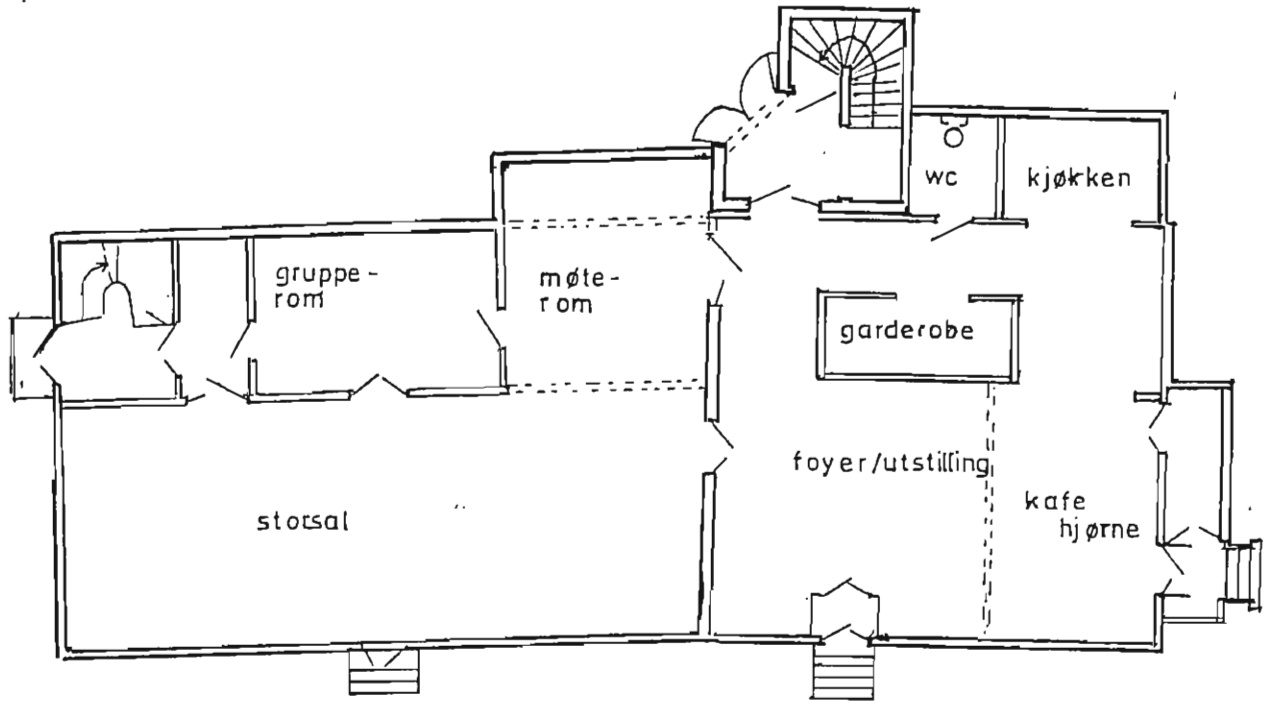 wc
kjøkken
gruppe-
rom
møte-
rom
garderobe
foyer/utstilling
storsal
kafe
hjørne